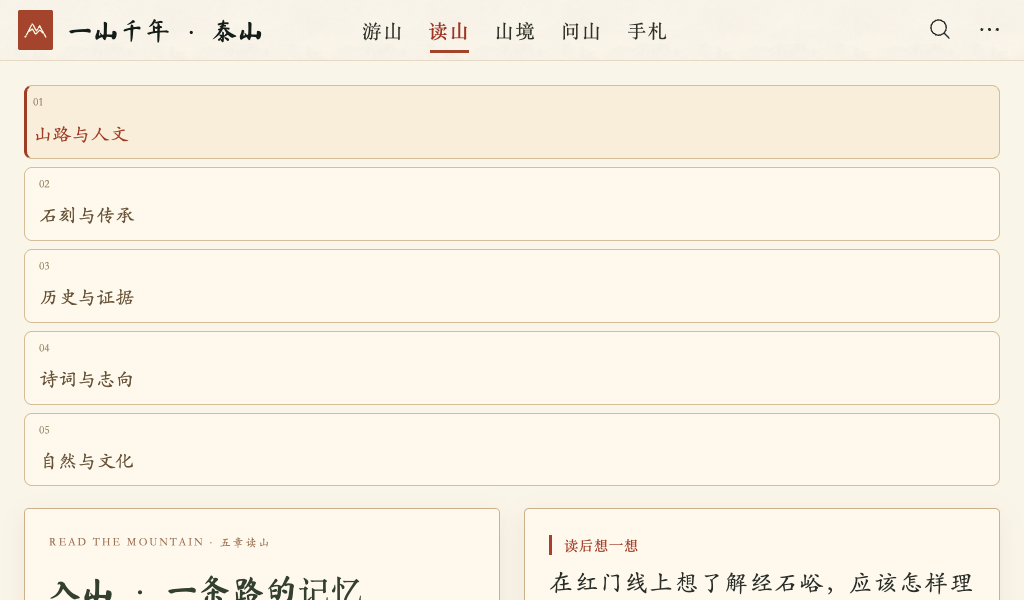 一山千年 · 泰山
游山 读山 山境 问山 手札
01
山路与人文
02
石刻与传承
03
历史与证据
04
诗词与志向
05
自然与文化
READ THE MOUNTAIN · 五章读山
入山 · 一条路的记忆
读后想一想
在红门线上想了解经石峪，应该怎样理